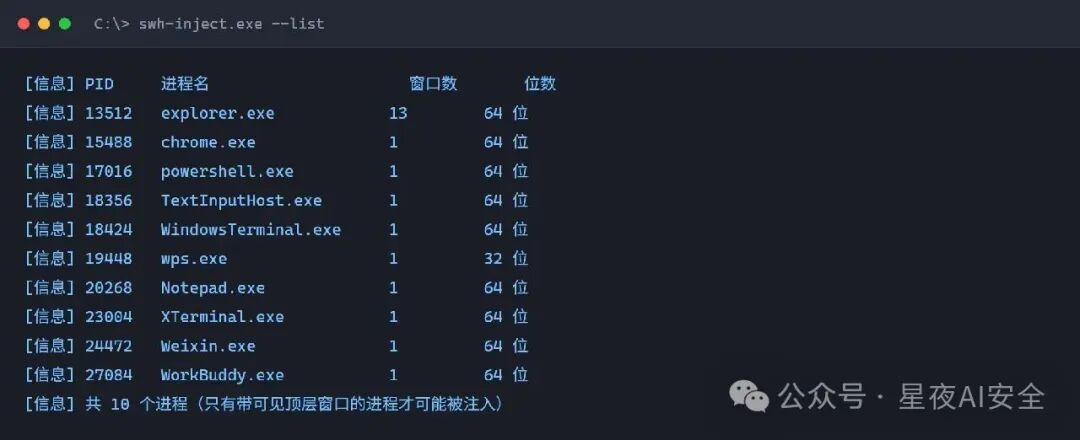 C:\> swh-inject.exe --list
[信息] PID 进程名 窗口数 位数
[信息] 13512 explorer.exe 13 64 位
[信息] 15488 chrome.exe 1 64 位
[信息] 17016 powershell.exe 1 64 位
[信息] 18356 TextInputHost.exe 1 64 位
[信息] 18424 WindowsTerminal.exe 1 64 位
[信息] 19448 wps.exe 1 32 位
[信息] 20268 Notepad.exe 1 64 位
[信息] 23004 XTerminal.exe 1 64 位
[信息] 24472 Weixin.exe 1 64 位
[信息] 27084 WorkBuddy.exe 1 64 位
[信息] 共 10 个进程（只有带可见顶层窗口的进程才可能被注入）
公众号 · 星夜AI安全